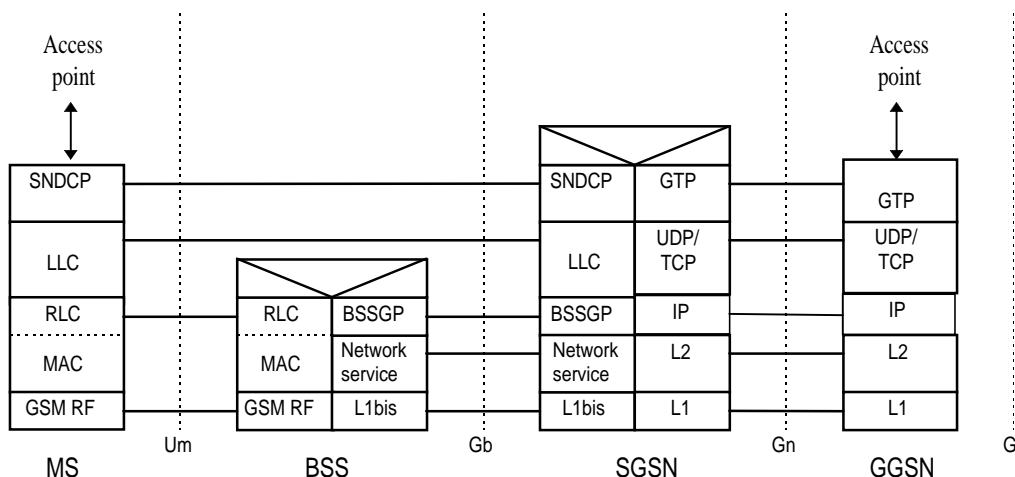 Access
point
Access
point
SNDCP
SNDCP
GTP
GTP
LLC
LLC
UDP/
TCP
UDP/
TCP
RLC
RLC
BSSGP
BSSGP
IP
IP
MAC
MAC
Network
service
Network
service
L2
L2
GSM RF
GSM RF
L1bis
L1bis
L1
L1
Um
Gb
Gn
G
MS
BSS
SGSN
GGSN